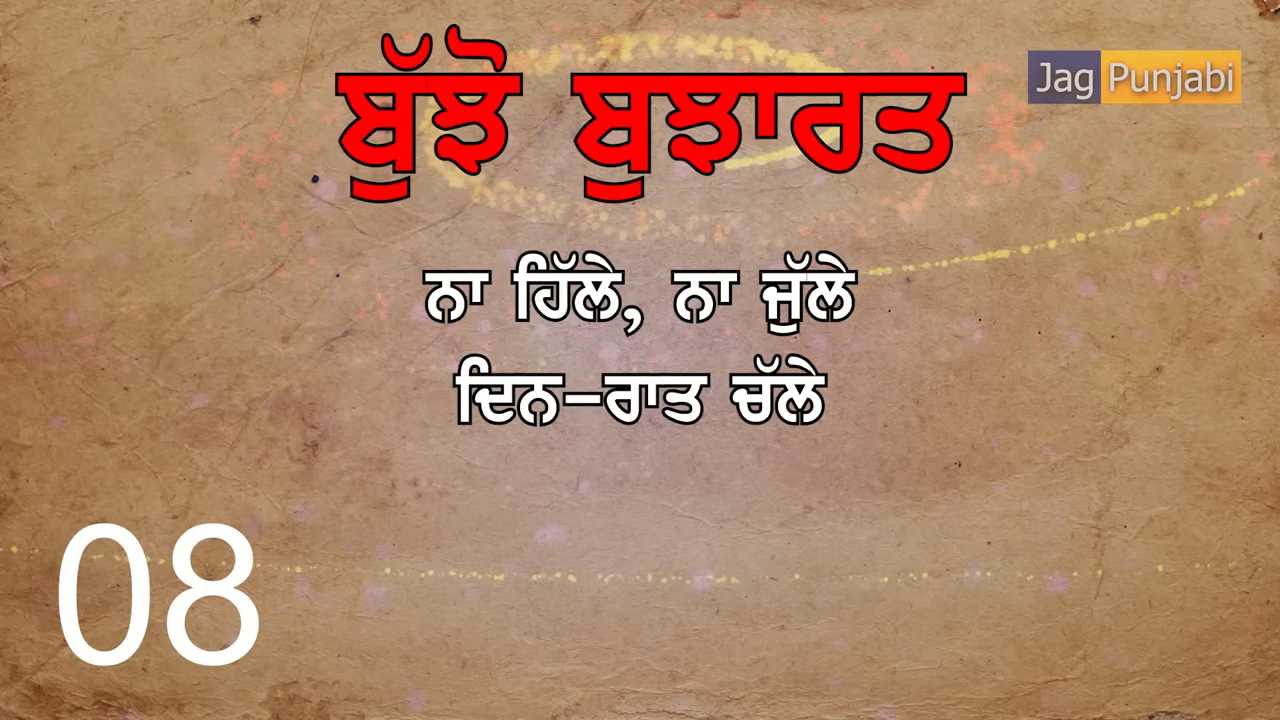 ਬੁੱਝੋ ਬੁਝਾਰਤ
Jag Punjabi
ਨਾ ਹਿੱਲੇ, ਨਾ ਜੁੱਲੇ
ਦਿਨ-ਰਾਤ ਚੱਲੇ
08